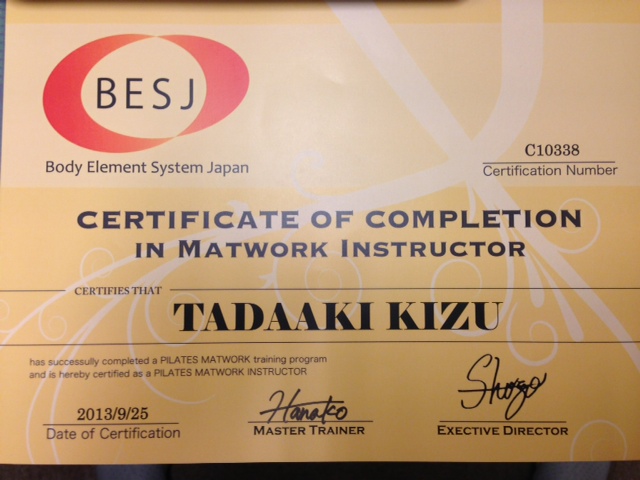 BESJ
Body Element System Japan
C10338
Certification Number
CERTIFICATE OF COMPLETION
IN MATWORK INSTRUCTOR
CERTIFIES THAT
TADAAKI KIZU
has successully completed a PILATES MATWORK training program
and is hereby certified as a PILATES MATWORK INSTRUCTOR
2013/9/25
Date of Certification
Hanako
MASTER TRAINER
Shogo
EXECTIVE DIRECTOR